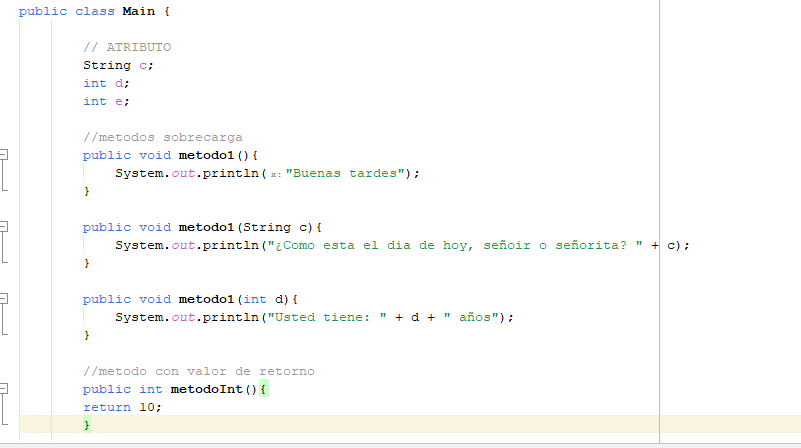 public class Main {
// ATRIBUTO
String c;
int d;
int e;
//metodos sobrecarga
public void metodo1(){
System.out.println(x: "Buenas tardes");
}
public void metodo1(String c){
System.out.println("¿Como esta el dia de hoy, señoir o señorita? " + c);
}
public void metodo1(int d){
System.out.println("Usted tiene: " + d + " años");
}
//metodo con valor de retorno
public int metodoInt(){
return 10;
}